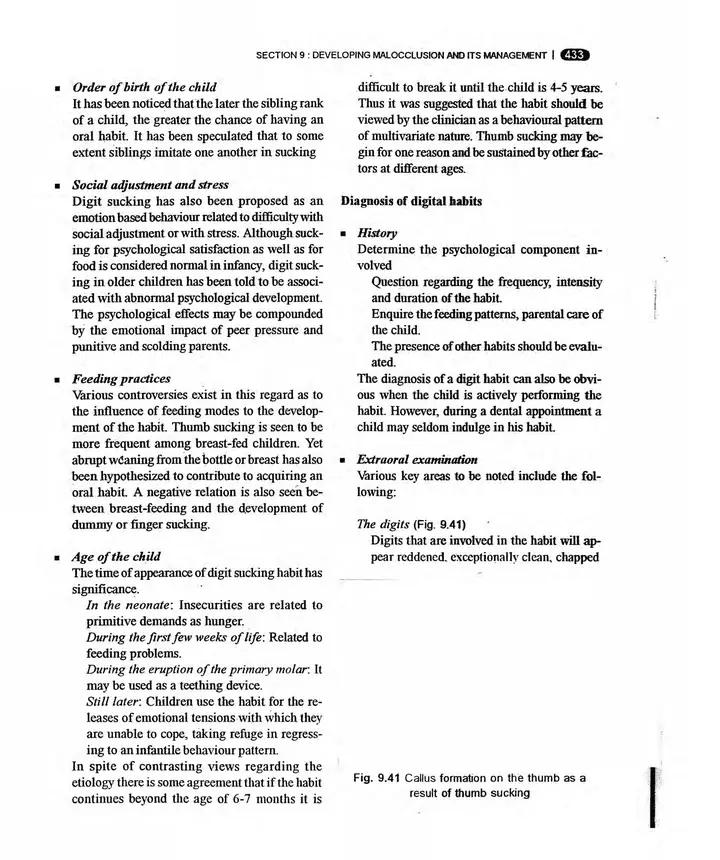 SECTION 9 : DEVELOPING MALOCCLUSION AND ITS MANAGEMENT | 433
■ Order of birth of the child
It has been noticed that the later the sibling rank
of a child, the greater the chance of having an
oral habit. It has been speculated that to some
extent siblings imitate one another in sucking
■ Social adjustment and stress
Digit sucking has also been proposed as an
emotion based behaviour related to difficulty with
social adjustment or with stress. Although suck-
ing for psychological satisfaction as well as for
food is considered normal in infancy, digit suck-
ing in older children has been told to be associ-
ated with abnormal psychological development.
The psychological effects may be compounded
by the emotional impact of peer pressure and
punitive and scolding parents.
■ Feeding practices
Various controversies exist in this regard as to
the influence of feeding modes to the develop-
ment of the habit. Thumb sucking is seen to be
more frequent among breast-fed children. Yet
abrupt weaning from the bottle or breast has also
been hypothesized to contribute to acquiring an
oral habit. A negative relation is also seen be-
tween breast-feeding and the development of
dummy or finger sucking.
■ Age of the child
The time of appearance of digit sucking habit has
significance.
In the neonate: Insecurities are related to
primitive demands as hunger.
During the first few weeks of life: Related to
feeding problems.
During the eruption of the primary molar: It
may be used as a teething device.
Still later: Children use the habit for the re-
leases of emotional tensions with which they
are unable to cope, taking refuge in regress-
ing to an infantile behaviour pattern.
In spite of contrasting views regarding the
etiology there is some agreement that if the habit
continues beyond the age of 6-7 months it is
difficult to break it until the child is 4-5 years.
Thus it was suggested that the habit should be
viewed by the clinician as a behavioural pattern
of multivariate nature. Thumb sucking may be-
gin for one reason and be sustained by other fac-
tors at different ages.
Diagnosis of digital habits
■ History
Determine the psychological component in-
volved
Question regarding the frequency, intensity
and duration of the habit.
Enquire the feeding patterns, parental care of
the child.
The presence of other habits should be evalu-
ated.
The diagnosis of a digit habit can also be obvi-
ous when the child is actively performing the
habit. However, during a dental appointment a
child may seldom indulge in his habit.
■ Extraoral examination
Various key areas to be noted include the fol-
lowing:
The digits (Fig. 9.41)
Digits that are involved in the habit will ap-
pear reddened, exceptionally clean, chapped
Fig. 9.41 Callus formation on the thumb as a
result of thumb sucking